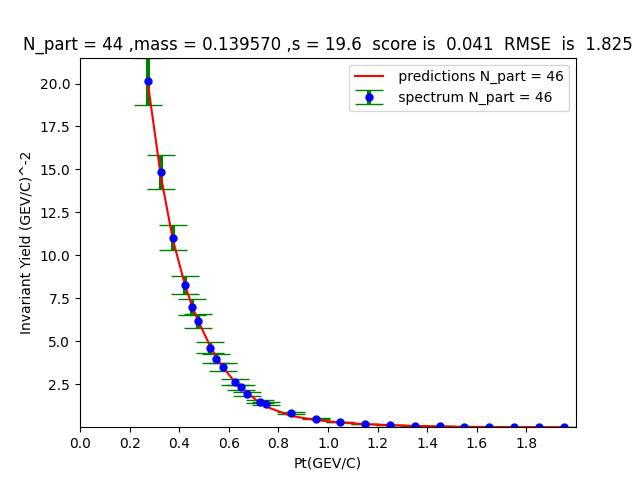 N_part = 44 ,mass = 0.139570 ,s = 19.6  score is  0.041  RMSE  is  1.825
predictions N_part = 46
spectrum N_part = 46
Invariant Yield (GEV/C)^-2
20.0
17.5
15.0
12.5
10.0
7.5
5.0
2.5
0.0 0.2 0.4 0.6 0.8 1.0 1.2 1.4 1.6 1.8
Pt(GEV/C)